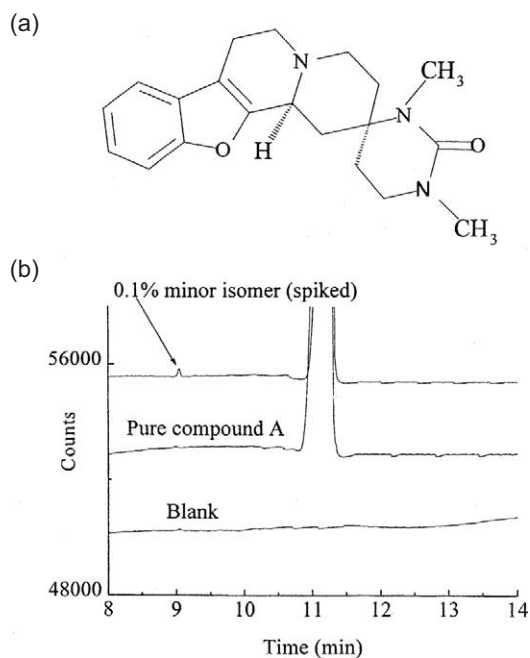 (a)
N
CH₃
N
O
H
O
N
CH₃
(b)
0.1% minor isomer (spiked)
56000
Counts
Pure compound A
Blank
48000
8 9 10 11 12 13 14
Time (min)